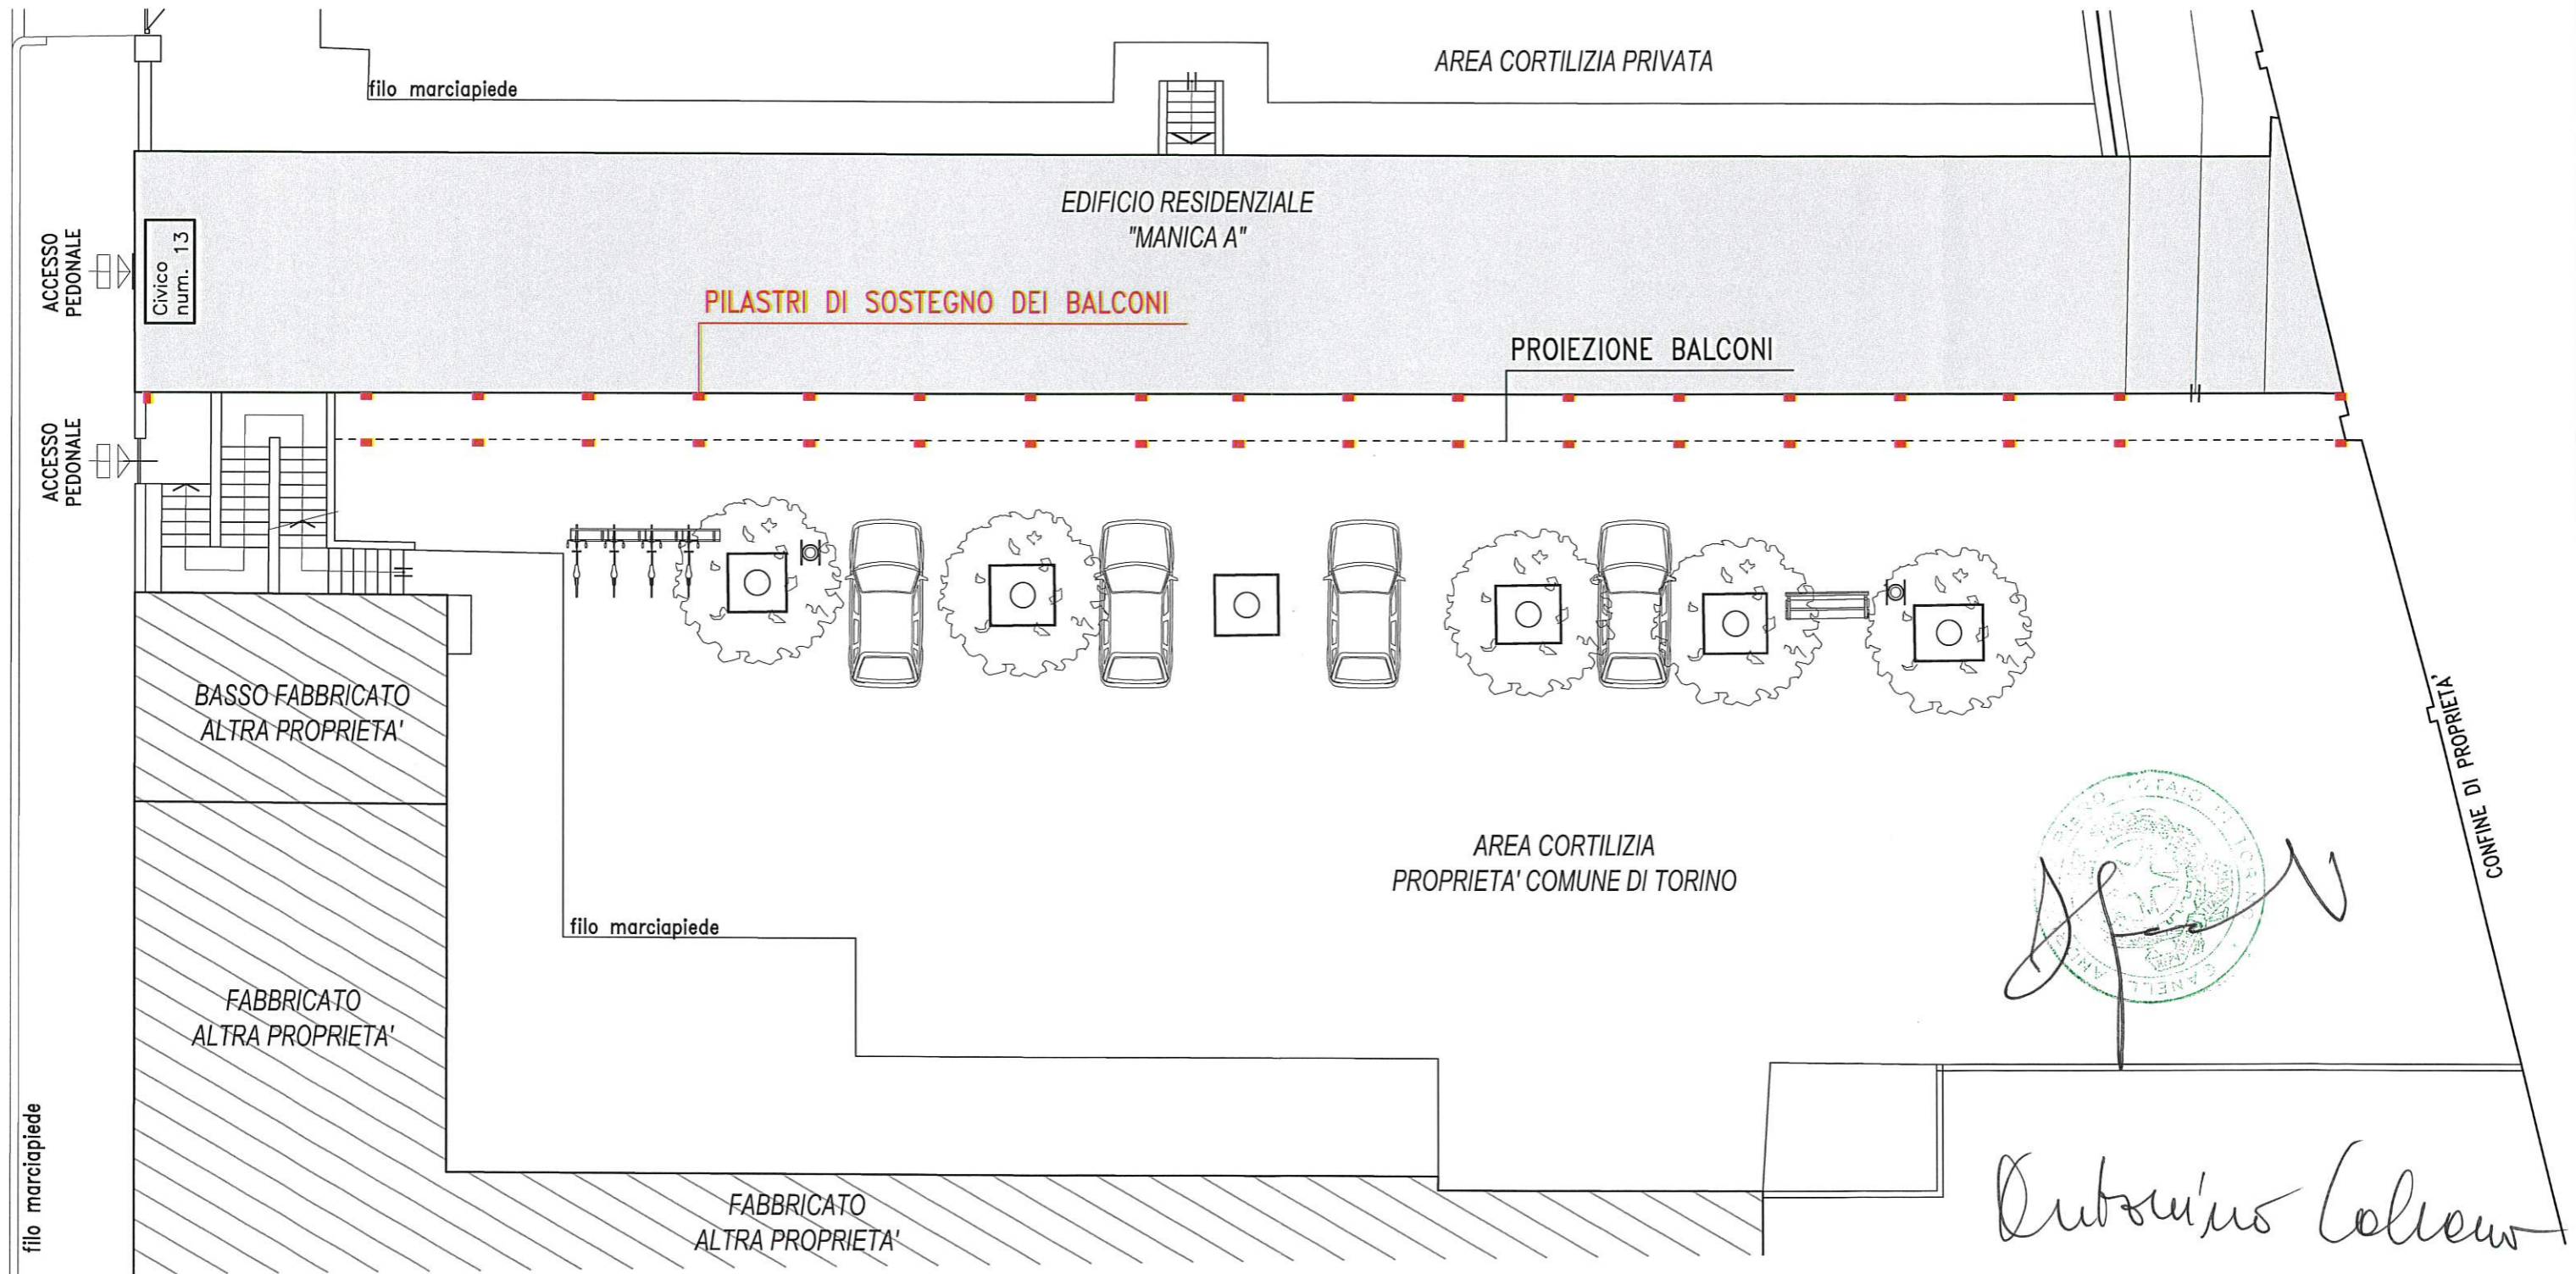 AREA CORTILIZIA PRIVATA
filo marciapiede
EDIFICIO RESIDENZIALE
"MANICA A"
ACCESSO
PEDONALE
Civico
num. 13
PILASTRI DI SOSTEGNO DEI BALCONI
PROIEZIONE BALCONI
ACCESSO
PEDONALE
BASSO FABBRICATO
ALTRA PROPRIETA'
CONFINE DI PROPRIETA'
AREA CORTILIZIA
PROPRIETA' COMUNE DI TORINO
filo marciapiede
FABBRICATO
ALTRA PROPRIETA'
filo marciapiede
FABBRICATO
ALTRA PROPRIETA'
Antonino